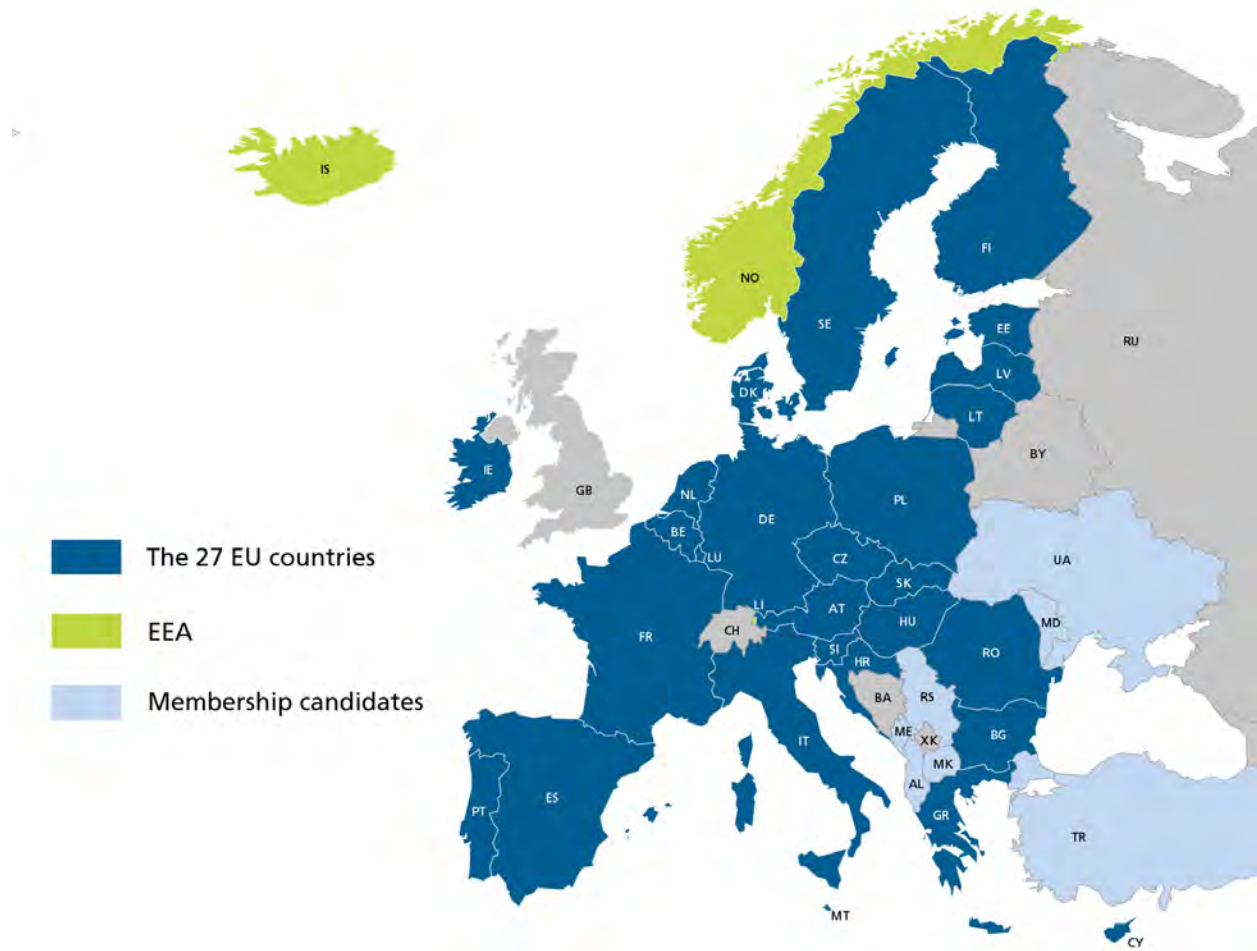 IS
NO
FI
SE
EE
RU
LV
DK
LT
IE
BY
GB
NL
PL
DE
BE
The 27 EU countries
LU
CZ
UA
SK
LI
AT
EEA
MD
CH
HU
FR
SI
RO
HR
Membership candidates
BA
RS
ME
XK
BG
IT
MK
AL
ES
PT
GR
TR
MT
CY